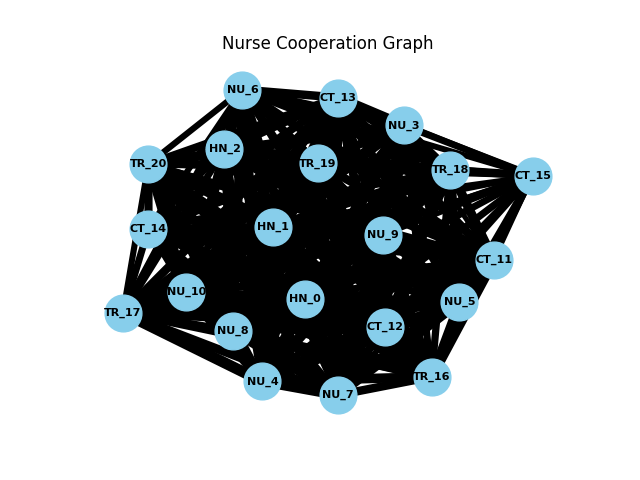 Nurse Cooperation Graph
NU_6
CT_13
NU_3
HN_2
TR_20
TR_19
TR_18
CT_15
CT_14
HN_1
NU_9
CT_11
NU_10
HN_0
NU_5
TR_17
NU_8
CT_12
NU_4
TR_16
NU_7